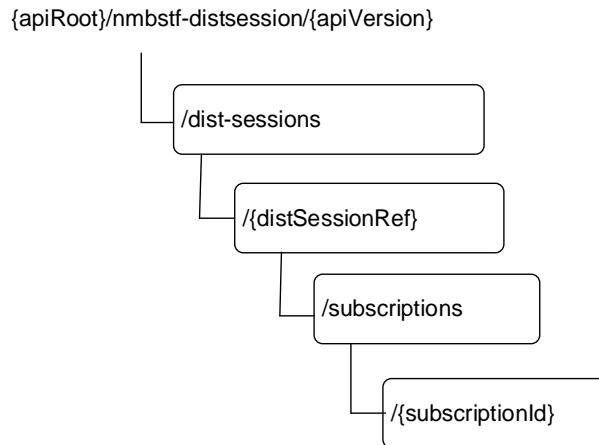 {apiRoot}/nmbstf-distsession/{apiVersion}
/dist-sessions
/{distSessionRef}
/subscriptions
/{subscriptionId}